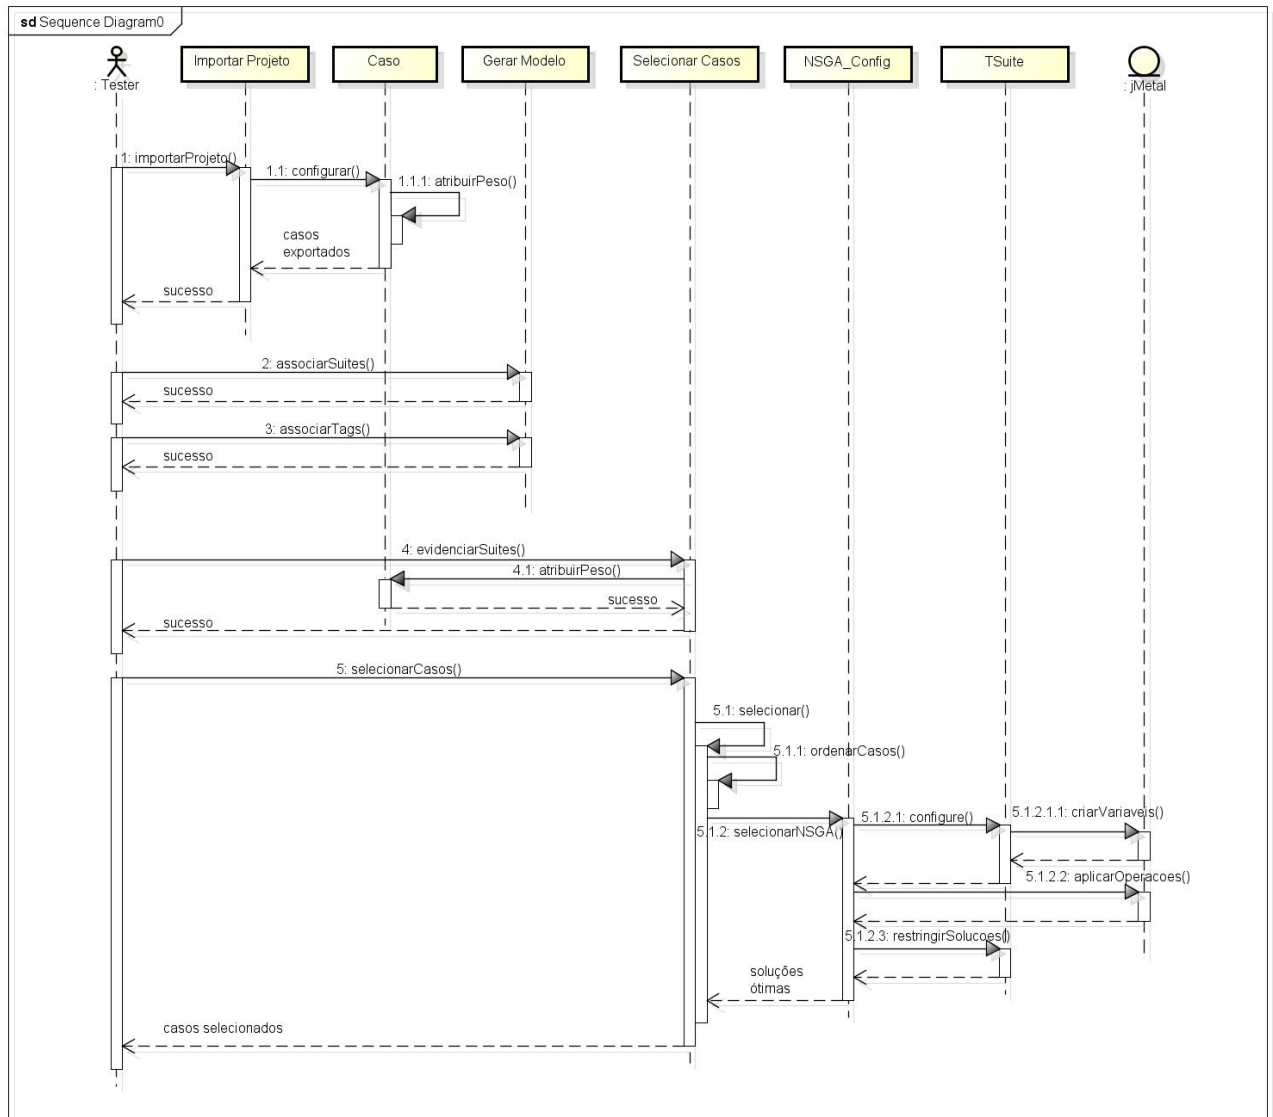 sd Sequence Diagram0
: Tester
Importar Projeto
Caso
Gerar Modelo
Selecionar Casos
NSGA_Config
TSuite
: jMetal
1: importarProjeto()
1.1: configurar()
1.1.1: atribuirPeso()
casos
exportados
sucesso
2: associarSuites()
sucesso
3: associarTags()
sucesso
4: evidenciarSuites()
4.1: atribuirPeso()
sucesso
sucesso
5: selecionarCasos()
5.1: selecionar()
5.1.1: ordenarCasos()
5.1.2: selecionarNSGA()
5.1.2.1: configure()
5.1.2.1.1: criarVariaveis()
5.1.2.2: aplicarOperacoes()
5.1.2.3: restringirSolucoes()
soluções
ótimas
casos selecionados